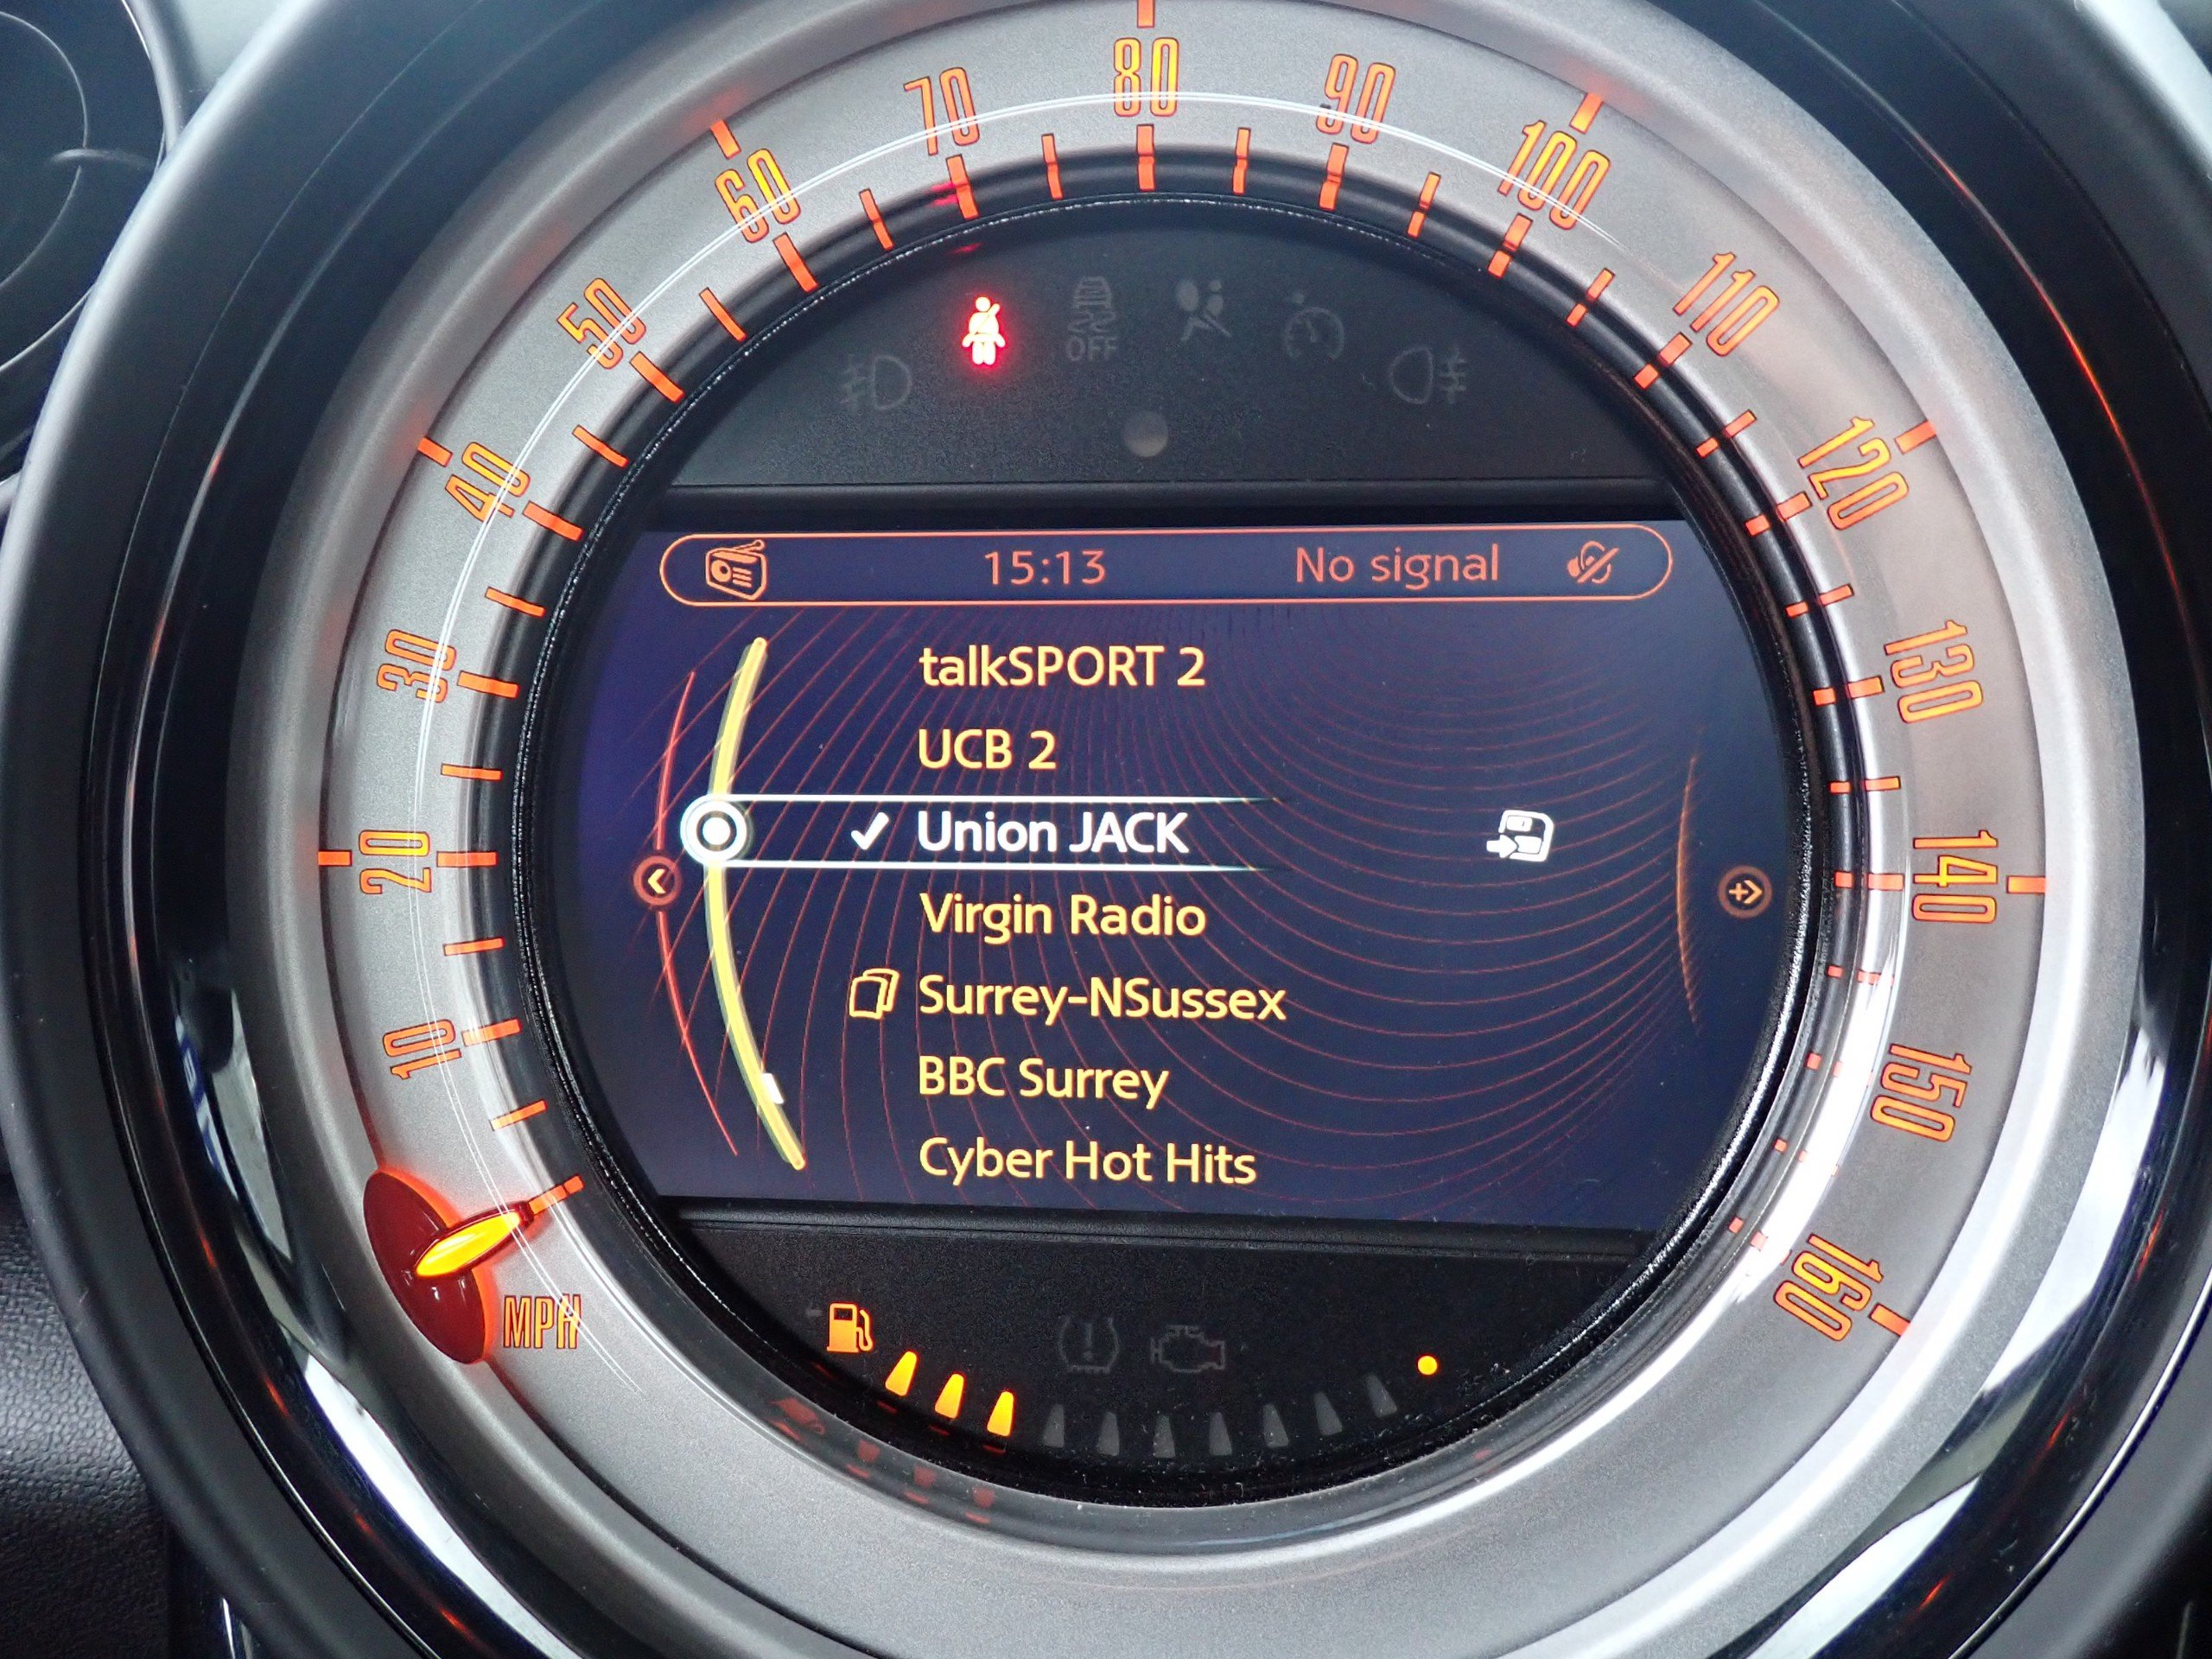 10
20
30
40
50
60
70
80
90
100
110
120
130
140
150
160
MPH
OFF
15:13 No signal
talkSPORT 2
UCB 2
Union JACK
Virgin Radio
Surrey-NSussex
BBC Surrey
Cyber Hot Hits